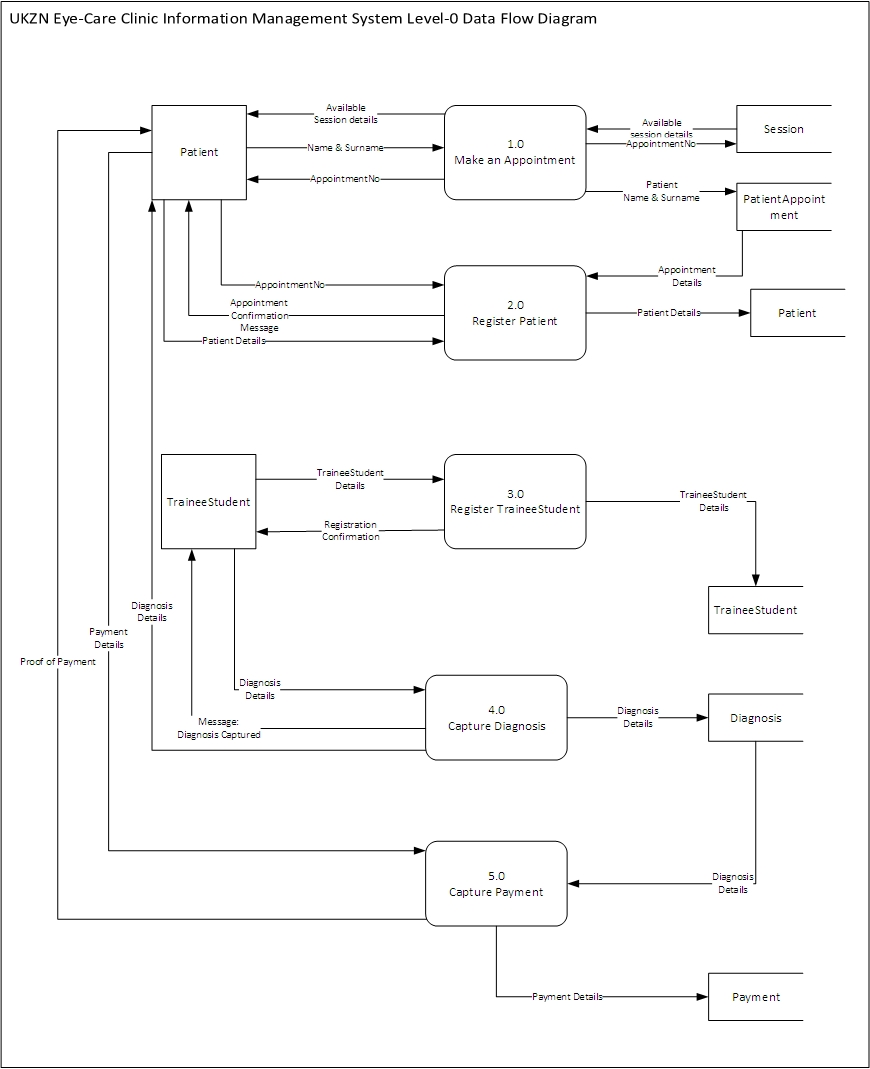 UKZN Eye-Care Clinic Information Management System Level-0 Data Flow Diagram
Available
Session details
Patient
Name & Surname
AppointmentNo
1.0
Make an Appointment
Available
session details
AppointmentNo
Session
Patient
Name & Surname
PatientAppoint
ment
AppointmentNo
Appointment
Confirmation
Message
Patient Details
2.0
Register Patient
Appointment
Details
Patient Details
Patient
TraineeStudent
TraineeStudent
Details
Registration
Confirmation
3.0
Register TraineeStudent
TraineeStudent
Details
TraineeStudent
Diagnosis
Details
Payment
Details
Proof of Payment
Diagnosis
Details
Message:
Diagnosis Captured
4.0
Capture Diagnosis
Diagnosis
Details
Diagnosis
5.0
Capture Payment
Diagnosis
Details
Payment Details
Payment